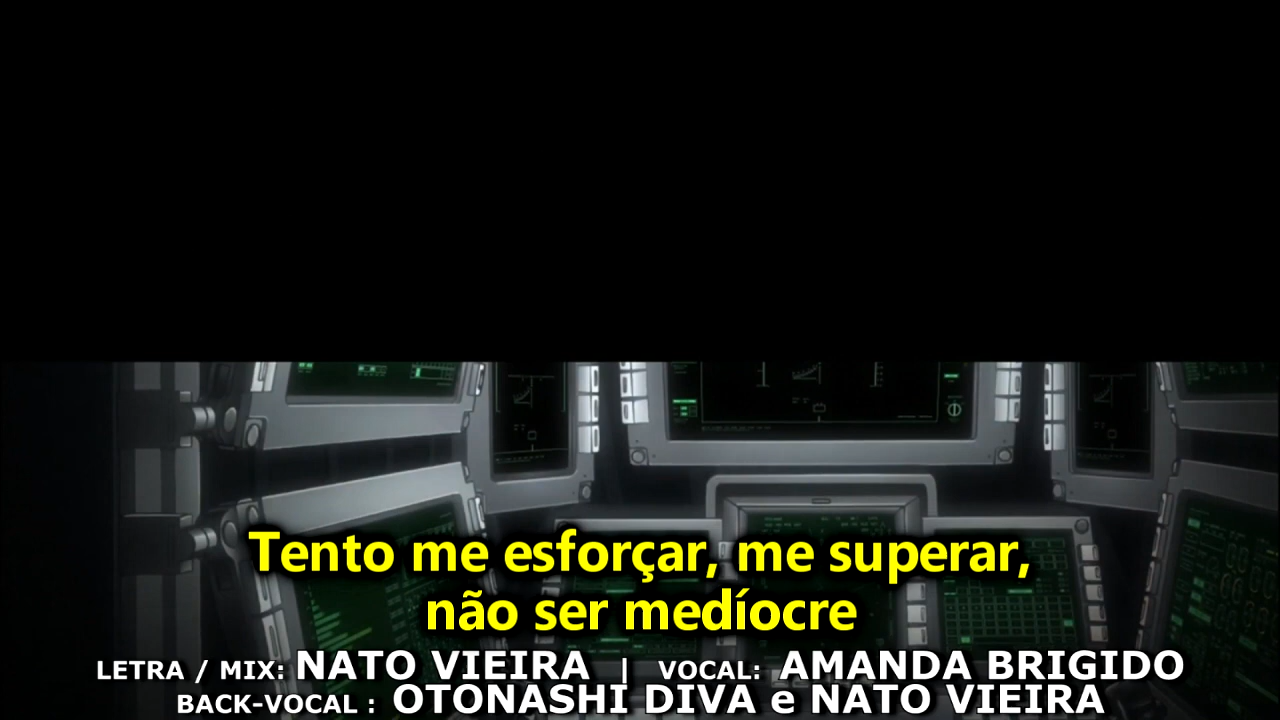 Tento me esforçar, me superar,
não ser medíocre
LETRA / MIX: NATO VIEIRA | VOCAL: AMANDA BRIGIDO
BACK-VOCAL : OTONASHI DIVA e NATO VIEIRA